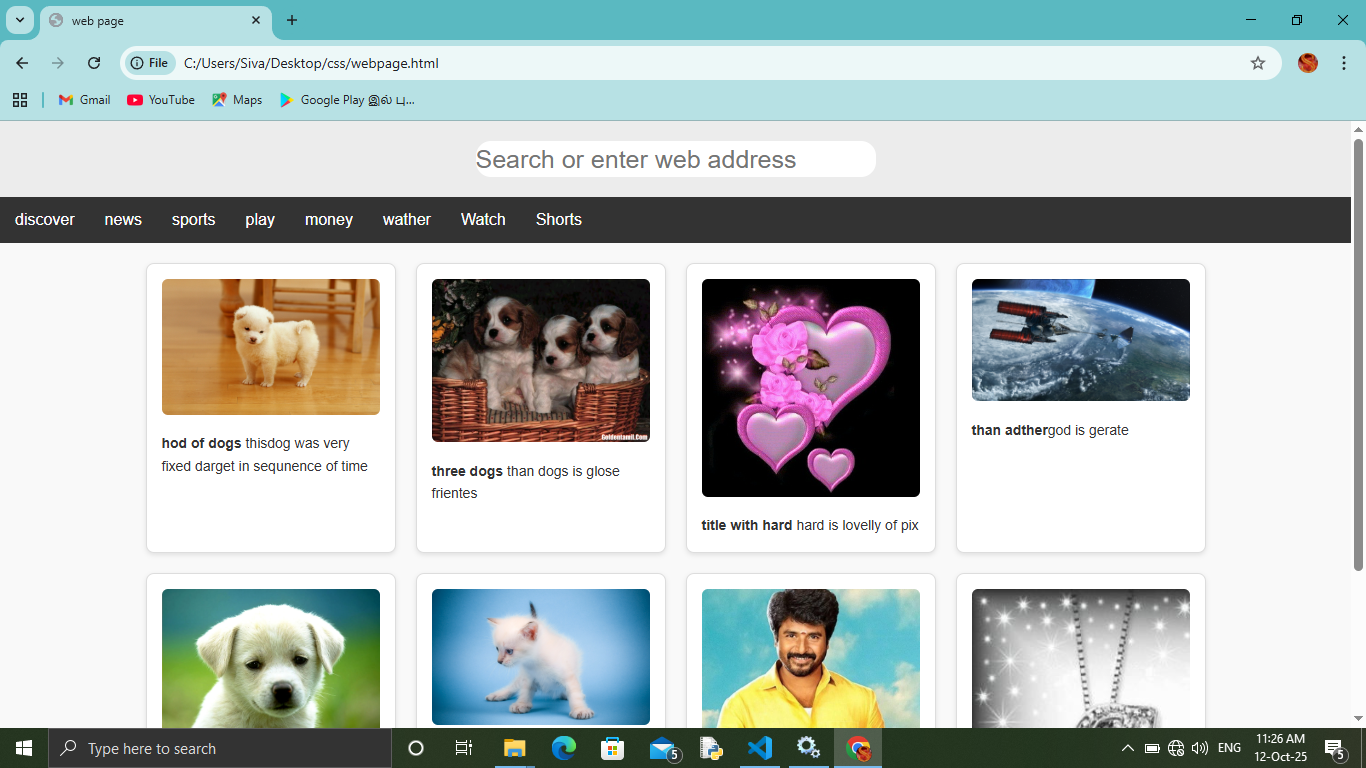 web page
File C:/Users/Siva/Desktop/css/webpage.html
Gmail YouTube Maps Google Play இல் பு...
Search or enter web address
discover news sports play money wather Watch Shorts
Goldentamil.Com
hod of dogs thisdog was very
fixed darget in sequnence of time
three dogs than dogs is glose
frientes
title with hard hard is lovelly of pix
than adthergod is gerate
Type here to search
5
ENG
11:26 AM
12-Oct-25
5